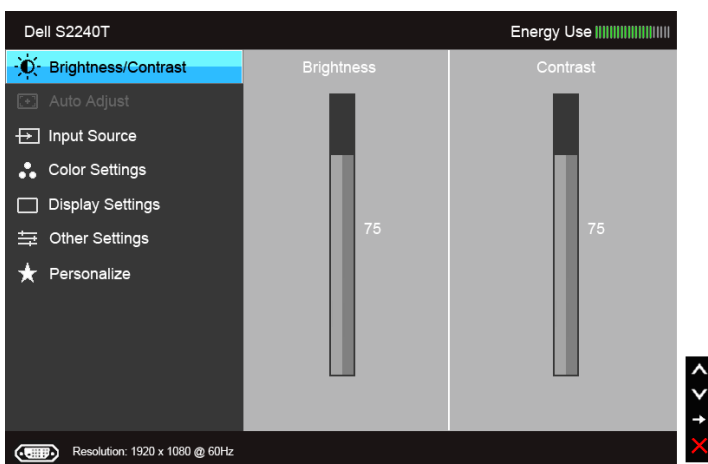 Dell S2240T
Energy Use
Brightness/Contrast
Brightness
Contrast
Auto Adjust
Input Source
Color Settings
Display Settings
75
75
Other Settings
Personalize
Resolution: 1920 x 1080 @ 60Hz